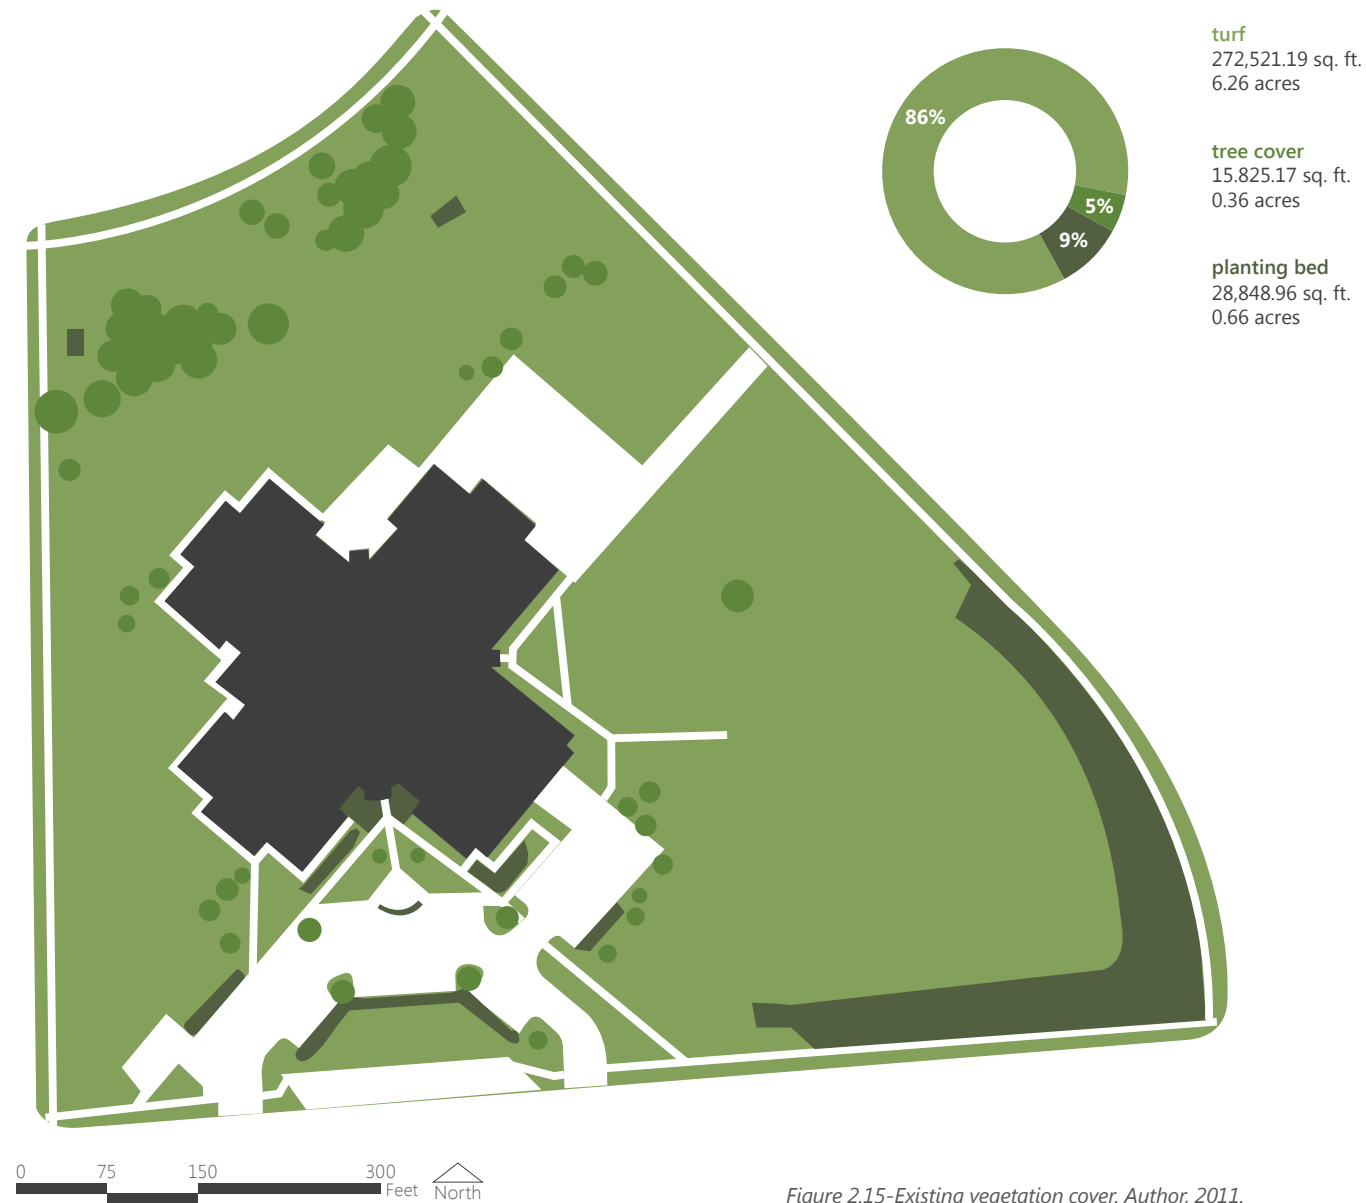 turf
272,521.19 sq. ft.
6.26 acres
86%
tree cover
15.825.17 sq. ft.
0.36 acres
5%
9%
planting bed
28,848.96 sq. ft.
0.66 acres
0 75 150 300
Feet
North
Figure 2.15-Existing vegetation cover. Author. 2011.